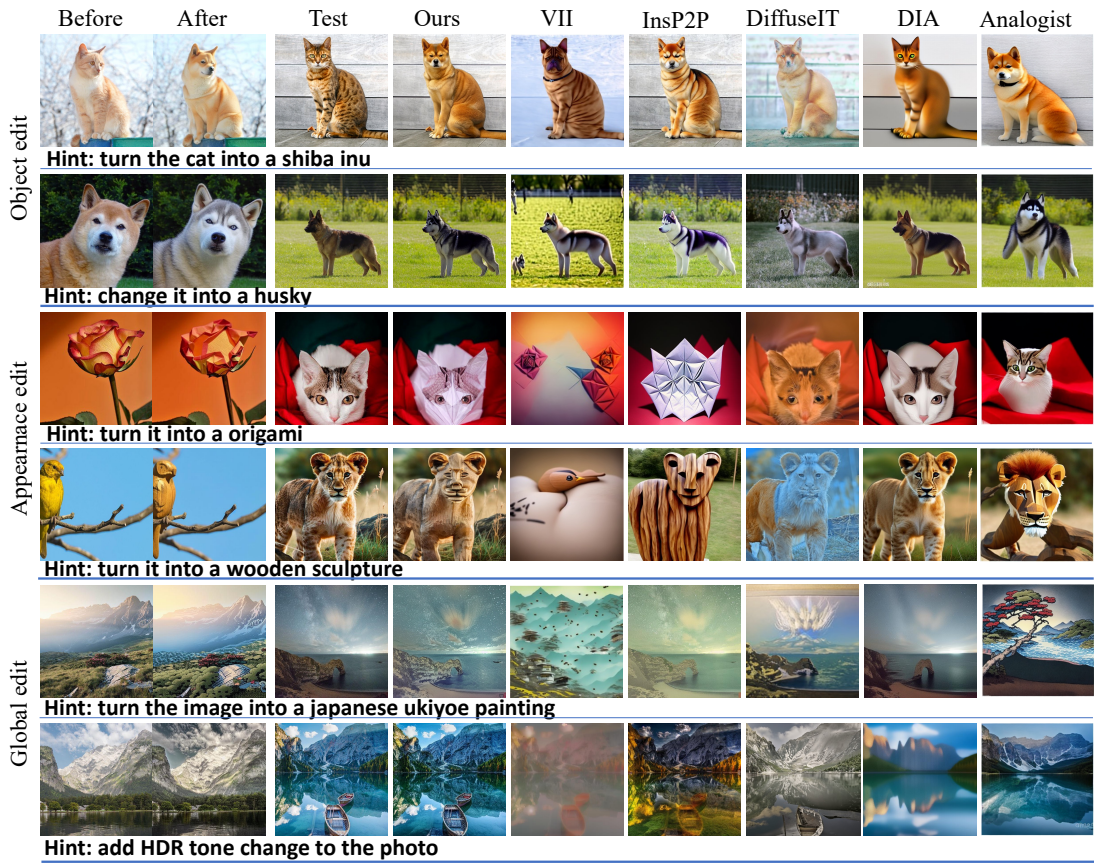 Before After Test Ours VII InsP2P DiffuseIT DIA Analogist
Object edit
Hint: turn the cat into a shiba inu
Hint: change it into a husky
Appearnace edit
Hint: turn it into a origami
Hint: turn it into a wooden sculpture
Global edit
Hint: turn the image into a japanese ukiyoe painting
Hint: add HDR tone change to the photo